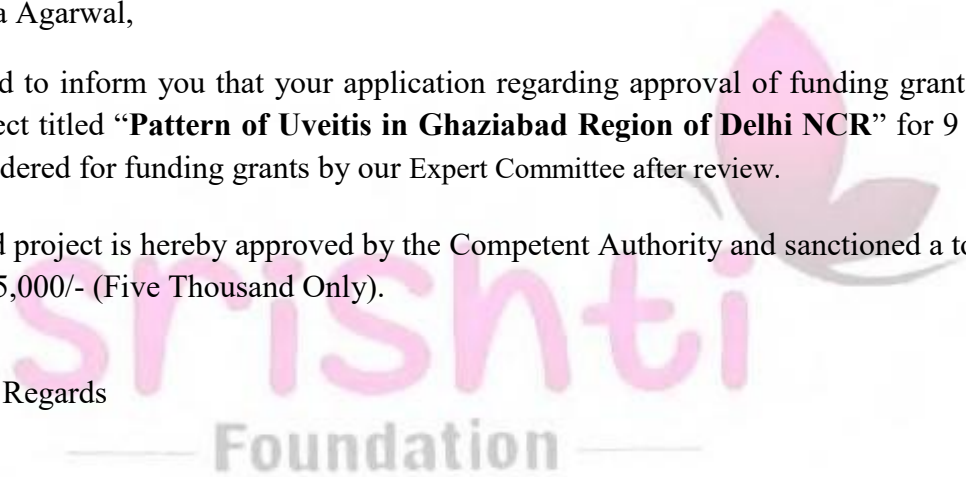 a Agarwal,
d to inform you that your application regarding approval of funding grant
ect titled “Pattern of Uveitis in Ghaziabad Region of Delhi NCR” for 9
dered for funding grants by our Expert Committee after review.
d project is hereby approved by the Competent Authority and sanctioned a to
5,000/- (Five Thousand Only).
srishti
Regards
Foundation